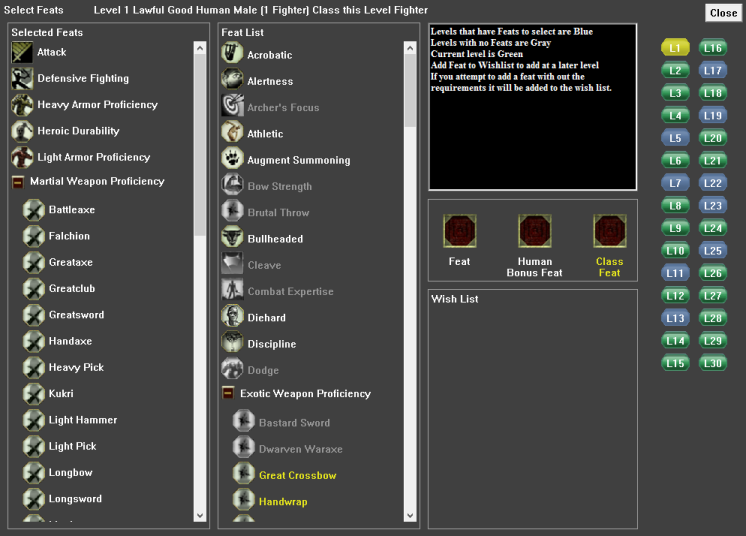 Select Feats Level 1 Lawful Good Human Male (1 Fighter) Class this Level Fighter
Close
Selected Feats
Attack
Defensive Fighting
Heavy Armor Proficiency
Heroic Durability
Light Armor Proficiency
Martial Weapon Proficiency
Battleaxe
Falchion
Greataxe
Greatclub
Greatsword
Handaxe
Heavy Pick
Kukri
Light Hammer
Light Pick
Longbow
Longsword
Feat List
Acrobatic
Alertness
Archer's Focus
Athletic
Augment Summoning
Bow Strength
Brutal Throw
Bullheaded
Cleave
Combat Expertise
Diehard
Discipline
Dodge
Exotic Weapon Proficiency
Bastard Sword
Dwarven Waraxe
Great Crossbow
Handwrap
Levels that have Feats to select are Blue
Levels with no Feats are Gray
Current level is Green
Add Feat to Wishlist to add at a later level
If you attempt to add a feat with out the
requirements it will be added to the wish list.
Feat
Human
Bonus Feat
Class
Feat
Wish List
L1 L16
L2 L17
L3 L18
L4 L19
L5 L20
L6 L21
L7 L22
L8 L23
L9 L24
L10 L25
L11 L26
L12 L27
L13 L28
L14 L29
L15 L30